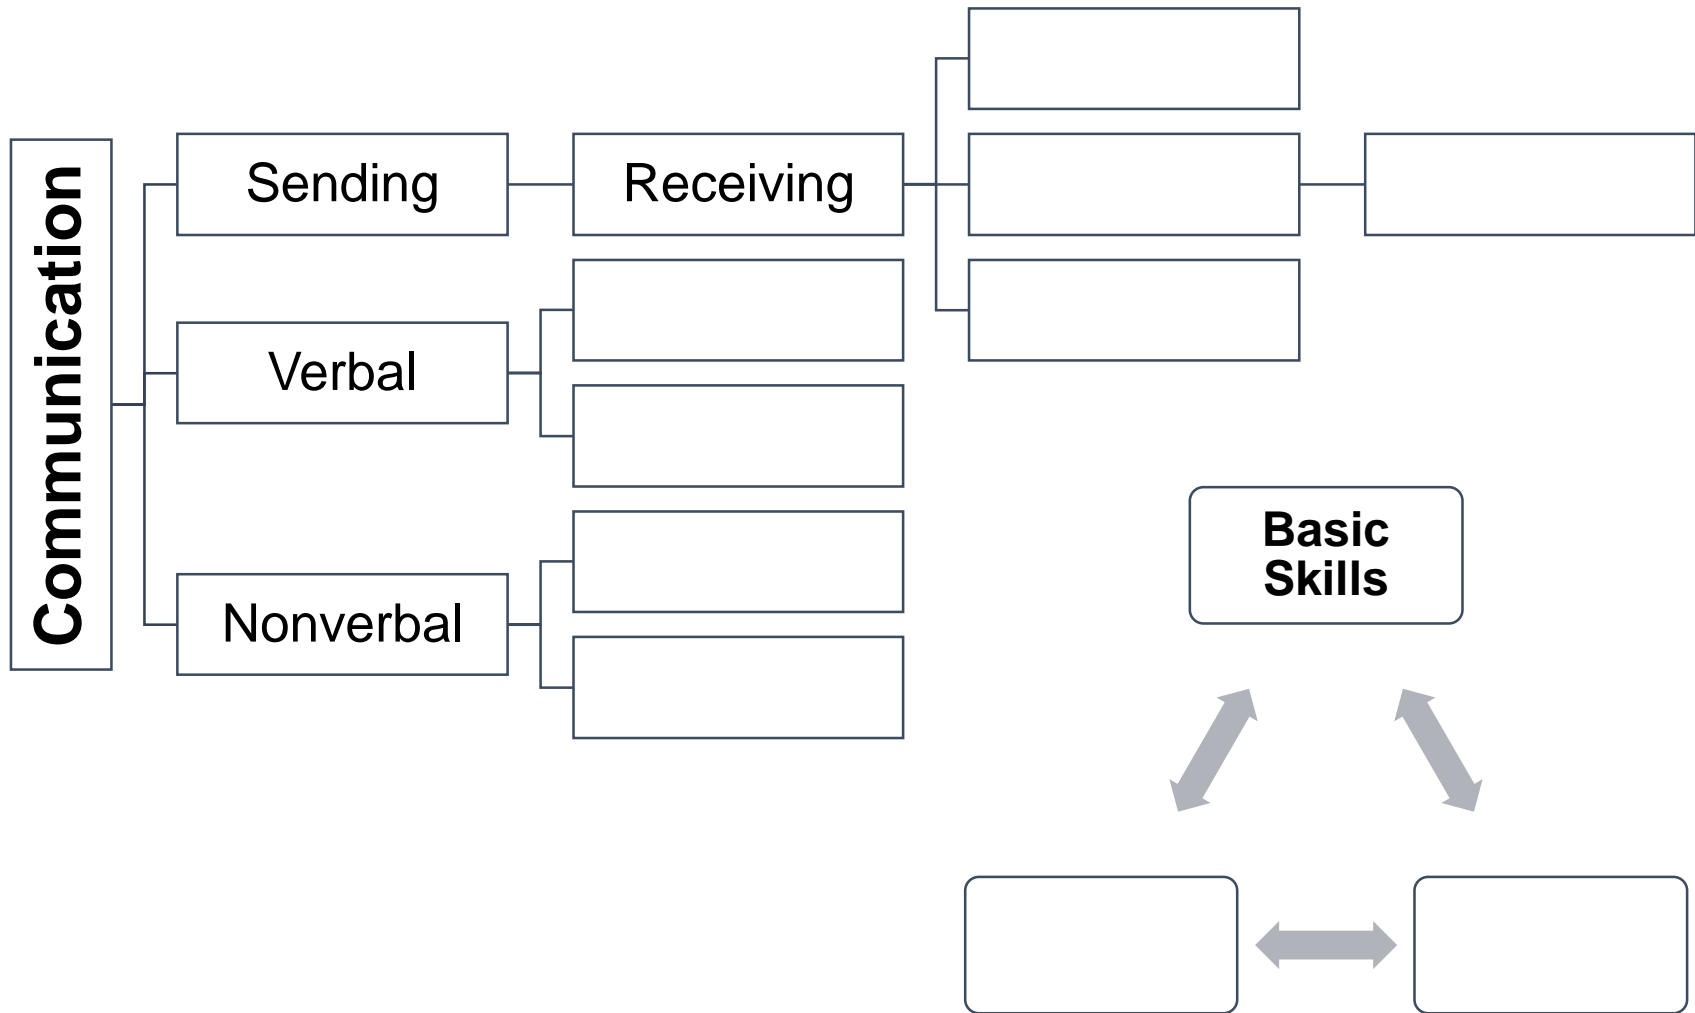 Communication
Sending
Receiving
Verbal
Nonverbal
Basic
Skills